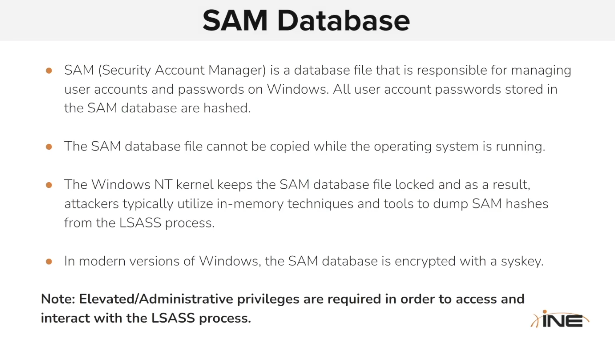 SAM Database
● SAM (Security Account Manager) is a database file that is responsible for managing
user accounts and passwords on Windows. All user account passwords stored in
the SAM database are hashed.
● The SAM database file cannot be copied while the operating system is running.
● The Windows NT kernel keeps the SAM database file locked and as a result,
attackers typically utilize in-memory techniques and tools to dump SAM hashes
from the LSASS process.
● In modern versions of Windows, the SAM database is encrypted with a syskey.
Note: Elevated/Administrative privileges are required in order to access and
interact with the LSASS process.
INE